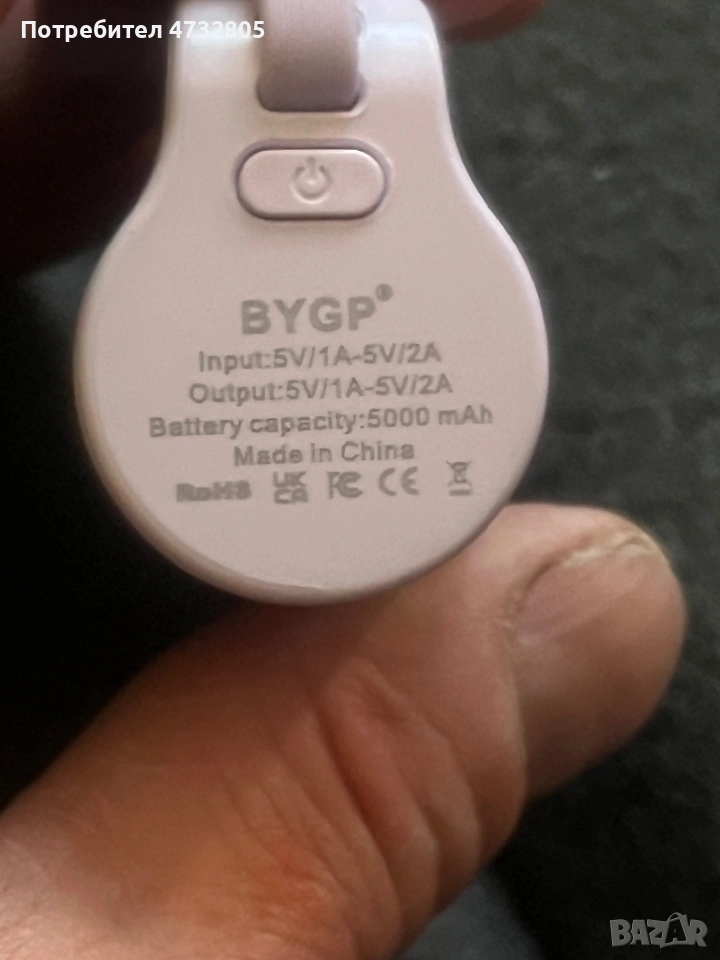 Потребител 4732805
BYGP®
Input:5V/1A-5V/2A
Output:5V/1A-5V/2A
Battery capacity:5000 mAh
Made in China
RoHS UK CA FC CE
BAZAR